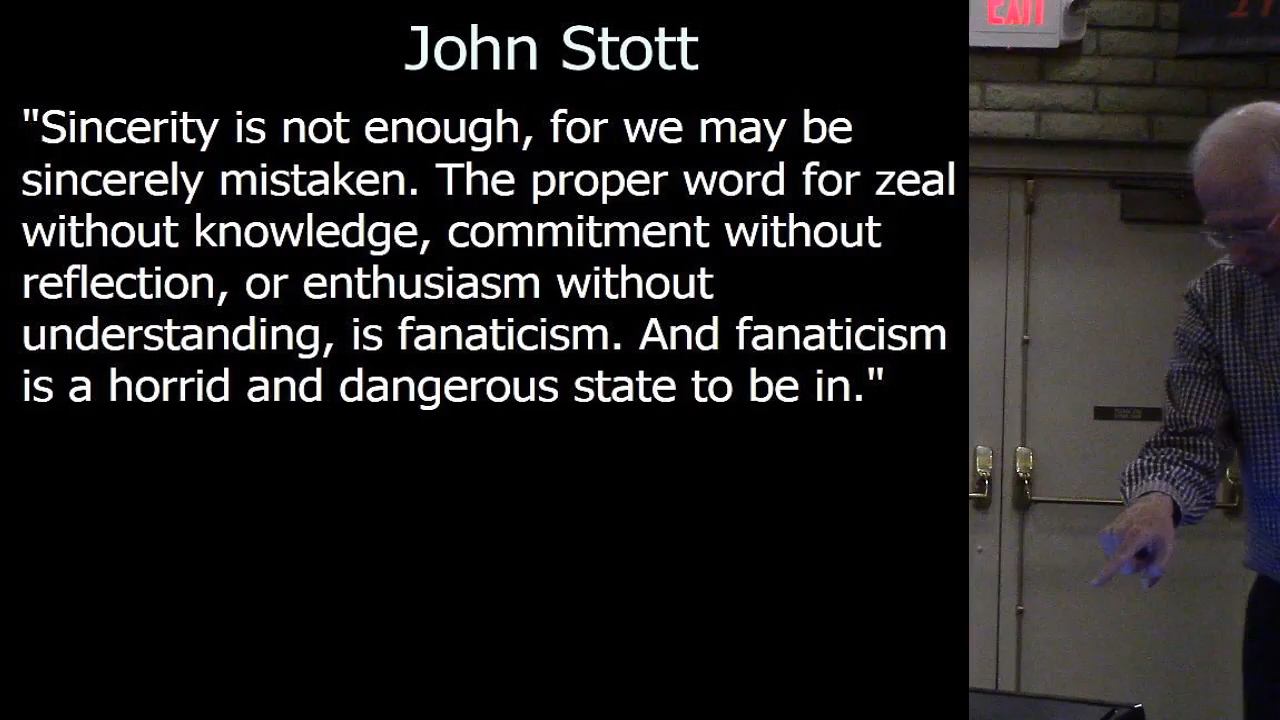 John Stott
"Sincerity is not enough, for we may be
sincerely mistaken. The proper word for zeal
without knowledge, commitment without
reflection, or enthusiasm without
understanding, is fanaticism. And fanaticism
is a horrid and dangerous state to be in."
EXIT